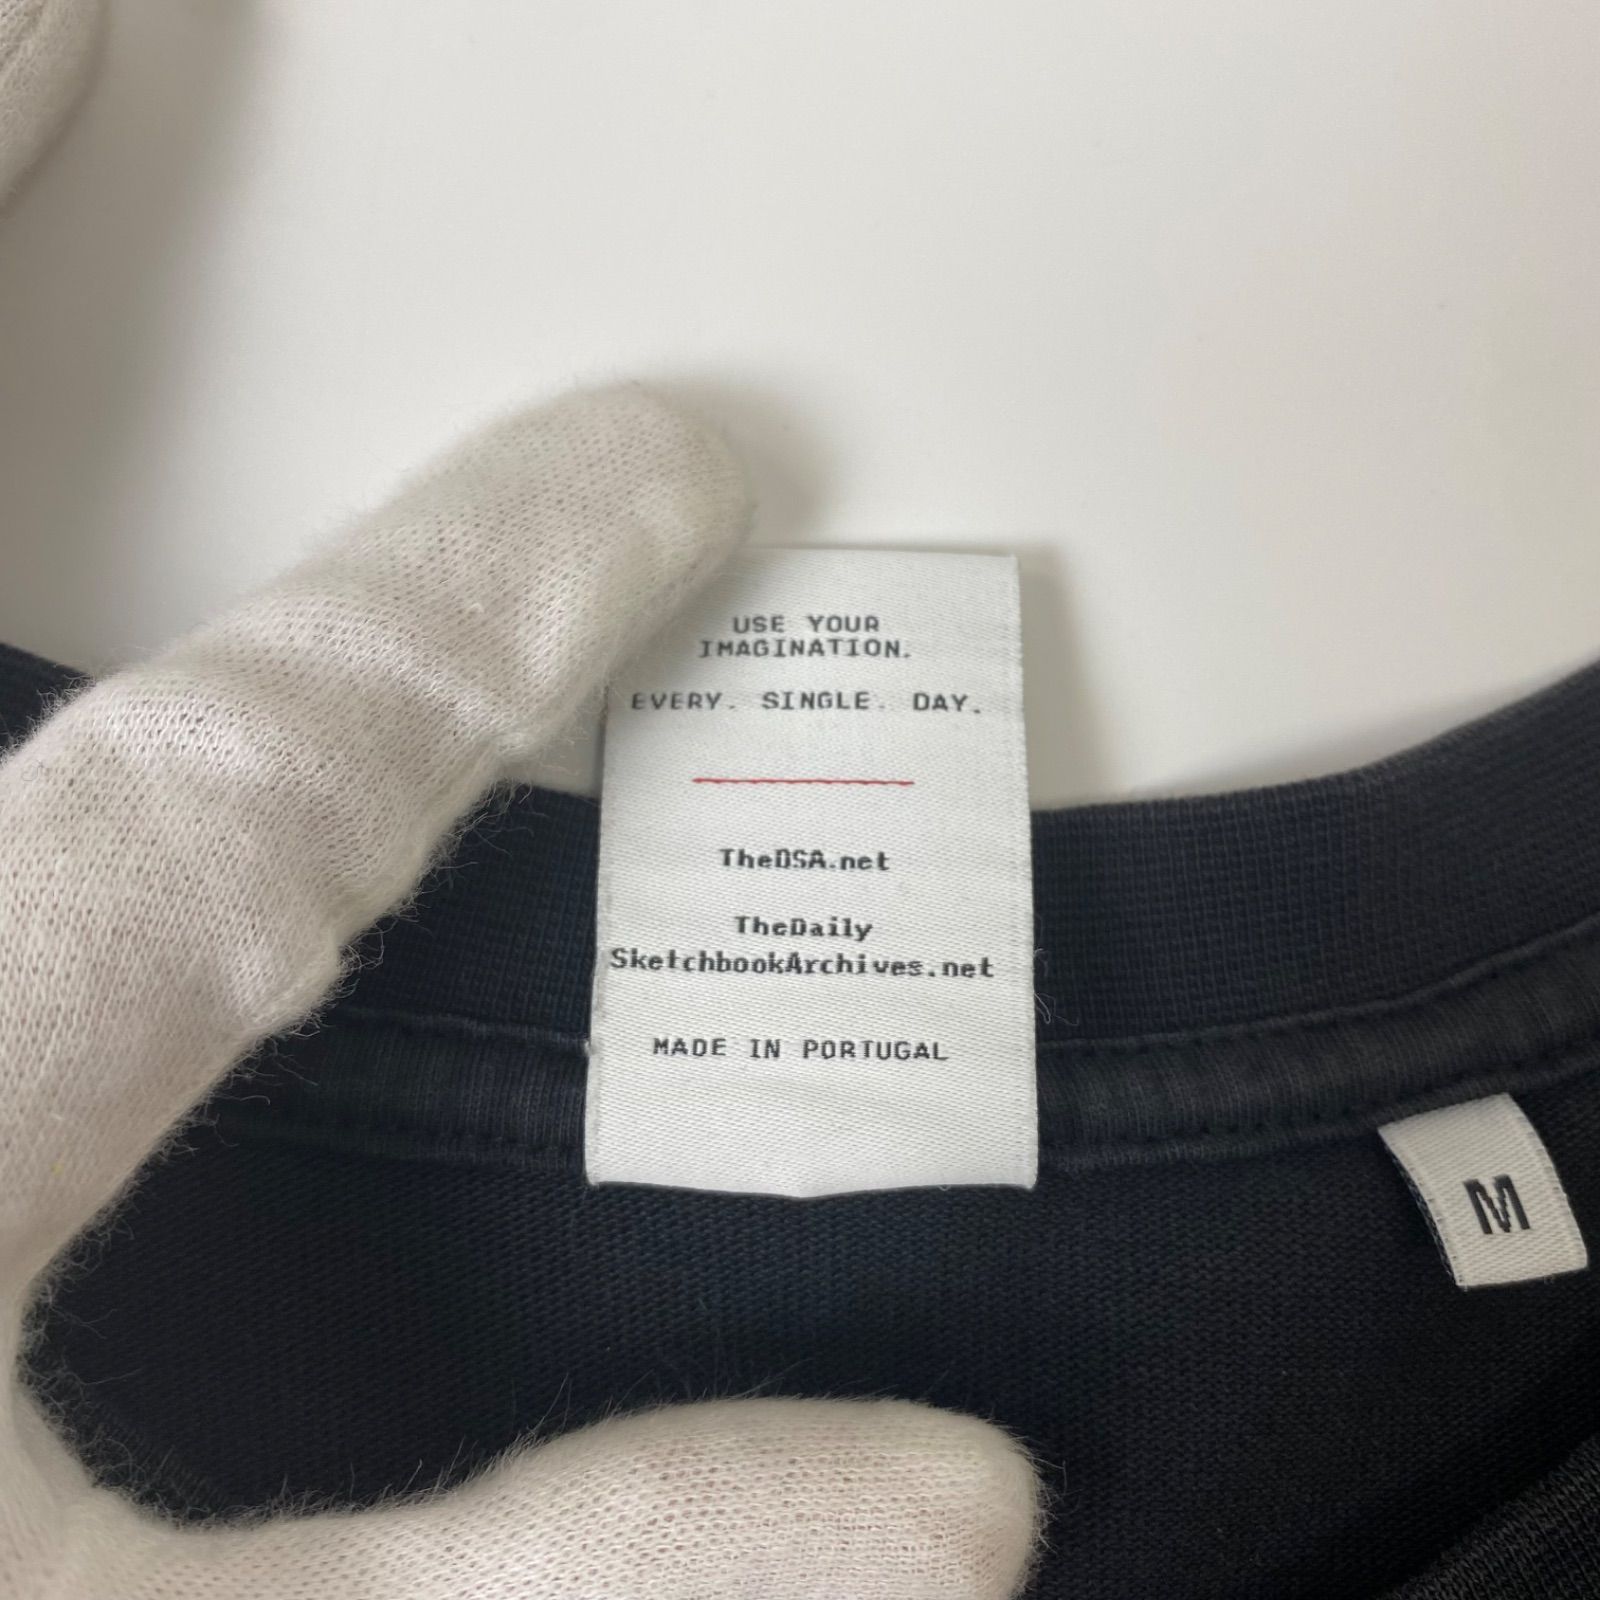 USE YOUR
IMAGINATION.
EVERY. SINGLE. DAY.
TheDSA.net
TheDaily
SketchbookArchives.net
MADE IN PORTUGAL
M